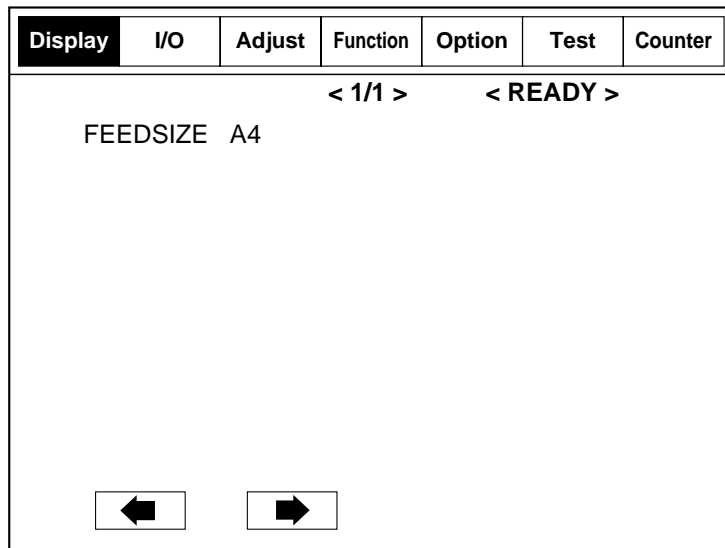 Display I/O Adjust Function Option Test Counter
< 1/1 > < READY >
FEEDSIZE A4